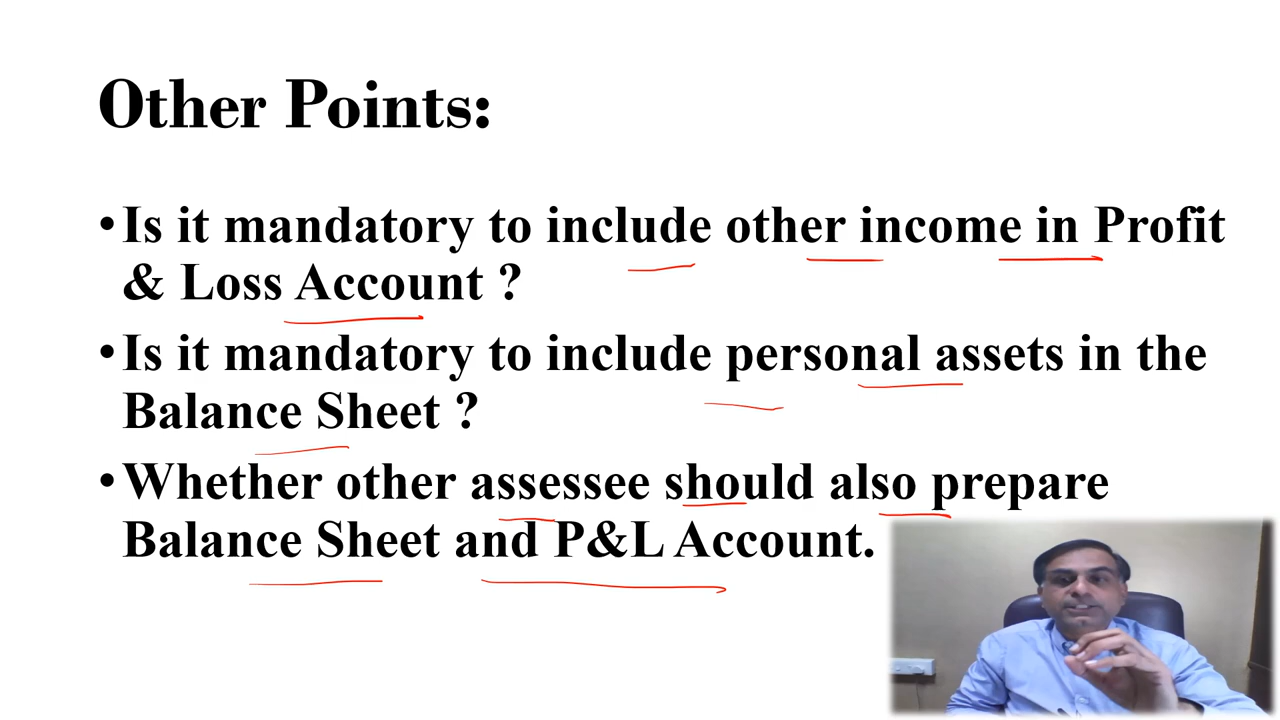 Other Points:
•Is it mandatory to include other income in Profit
& Loss Account ?
•Is it mandatory to include personal assets in the
Balance Sheet ?
•Whether other assessee should also prepare
Balance Sheet and P&L Account.